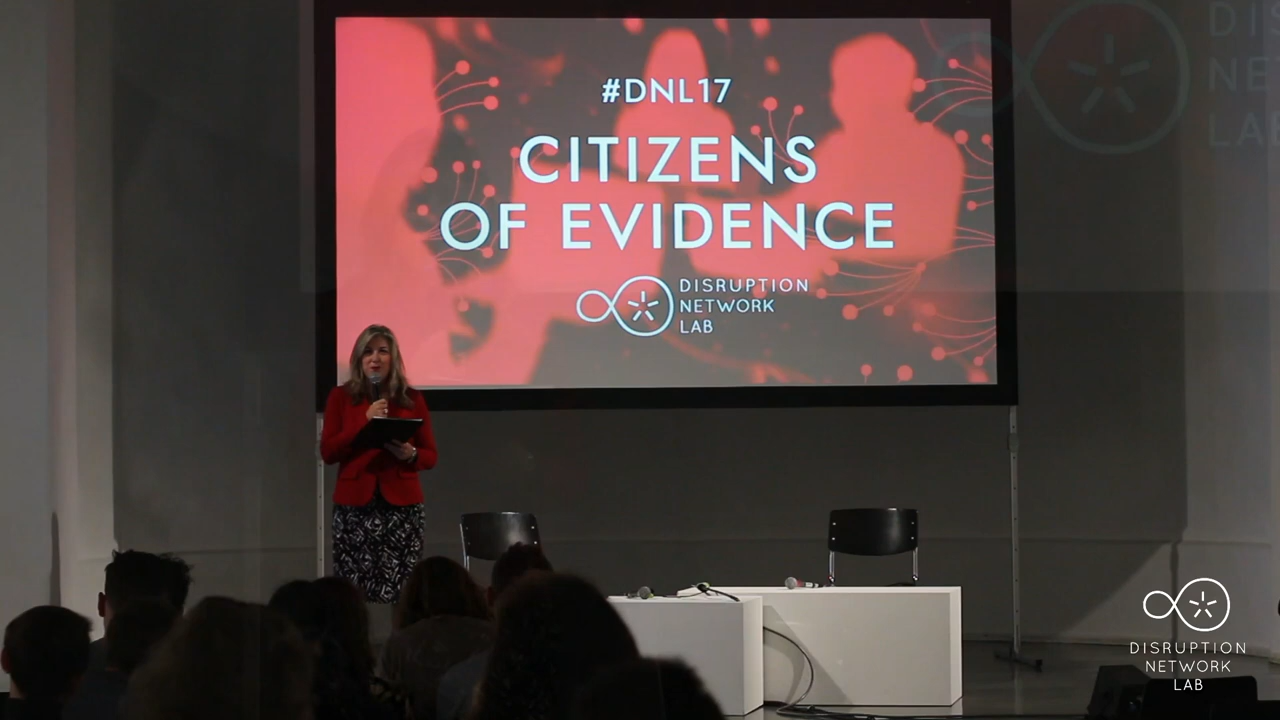 #DNL17
CITIZENS
OF EVIDENCE
DISRUPTION
NETWORK
LAB
DISRUPTION
NETWORK
LAB